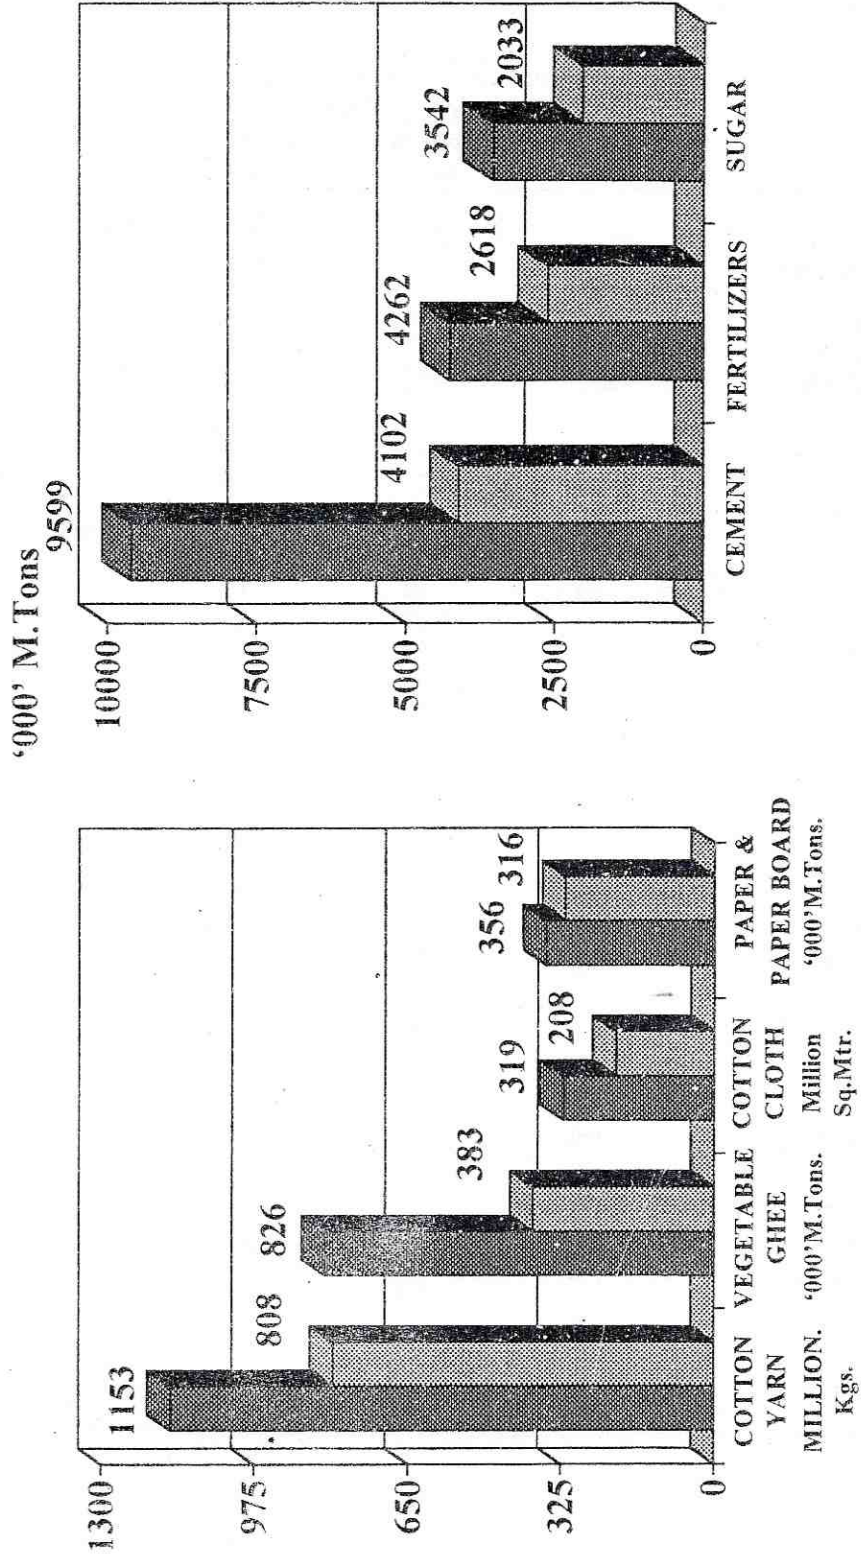 1300
975
650
325
0
1153
808
826
383
319
208
356
316
COTTON
YARN
MILLION.
Kgs.
VEGETABLE
GHEE
‘000’M.Tons.
COTTON
CLOTH
Million
Sq.Mtr.
PAPER &
PAPER BOARD
‘000’M.Tons.
‘000’ M.Tons
10000
7500
5000
2500
0
9599
4102
4262
2618
3542
2033
CEMENT
FERTILIZERS
SUGAR